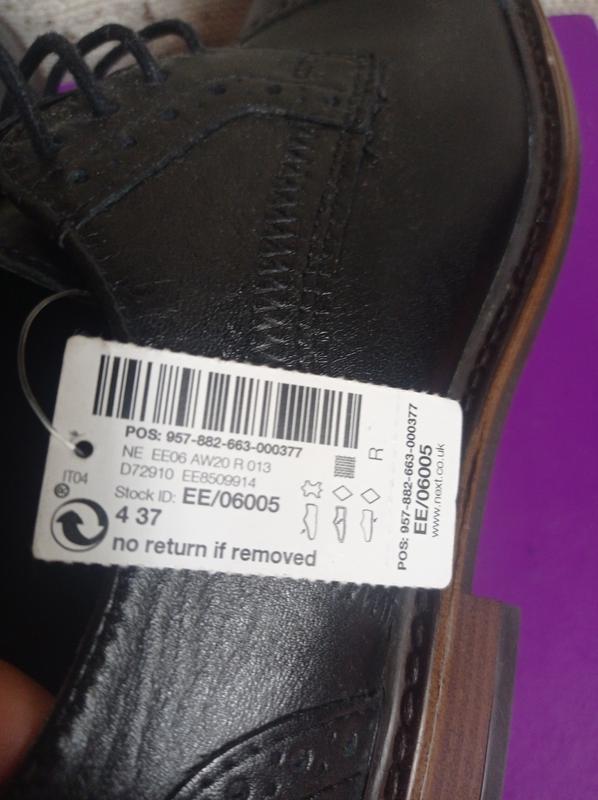 POS: 957-882-663-000377
NE EE06 AW20 R 013
D72910 EE8509914
Stock ID: EE/06005
4 37
no return if removed
IT04
®
R
POS: 957-882-663-000377
EE/06005
www.next.co.uk